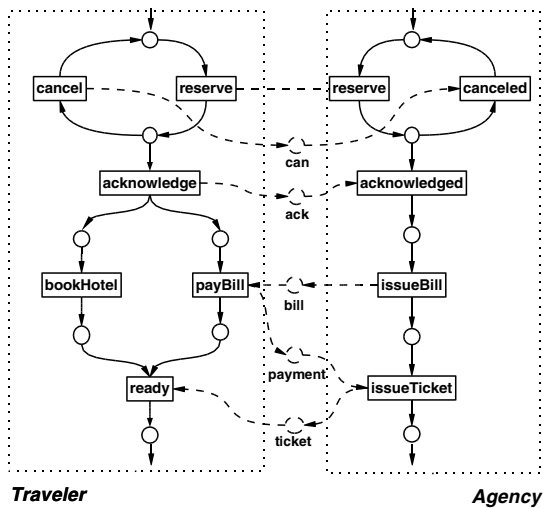 cancel
reserve
reserve
canceled
can
acknowledge
acknowledged
ack
bookHotel
payBill
issueBill
bill
payment
ready
issueTicket
ticket
Traveler
Agency